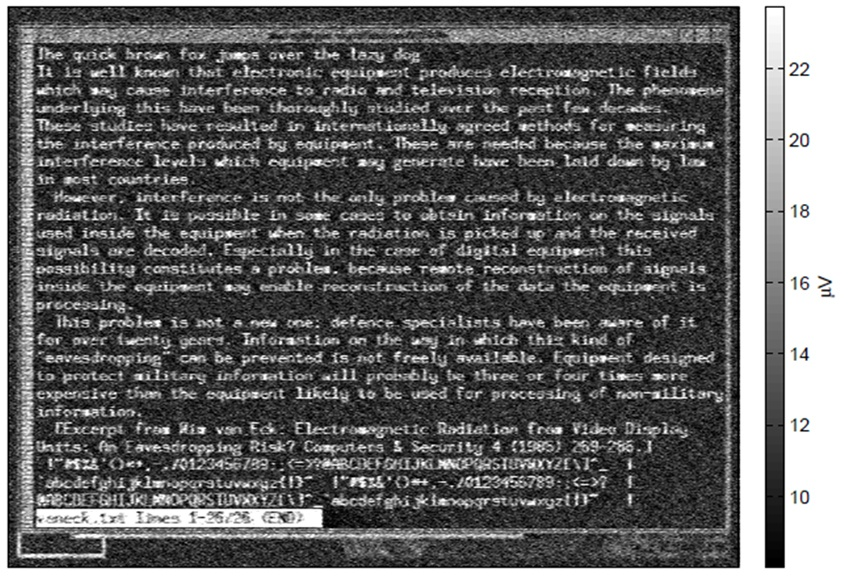 The quick brown fox jumps over the lazy dog
It is well known that electronic equipment produces electromagnetic fields
which may cause interference to radio and television reception. The phenomena
underlying this have been thoroughly studied over the past few decades.
These studies have resulted in internationally agreed methods for measuring
the interference produced by equipment. These are needed because the maximum
interference levels which equipment may generate have been laid down by law
in most countries.
However, interference is not the only problem caused by electromagnetic
radiation. It is possible in some cases to obtain information on the signals
used inside the equipment when the radiation is picked up and the received
signals are decoded. Especially in the case of digital equipment this
possibility constitutes a problem, because remote reconstruction of signals
inside the equipment may enable reconstruction of the data the equipment is
processing.
This problem is not a new one; defence specialists have been aware of it
for over twenty years. Information on the way in which this kind of
"eavesdropping" can be prevented is not freely available. Equipment designed
to protect military information will probably be three or four times more
expensive than the equipment likely to be used for processing of non-military
information.
[Excerpt from Wim van Eck: Electromagnetic Radiation from Video Display
Units: An Eavesdropping Risk? Computers & Security 4 (1985) 269-286.]
!"#$%&'()*+,-./0123456789:;<=>?@ABCDEFGHIJKLMNOPQRSTUVWXYZ[\]^_
`abcdefghijklmnopqrstuvwxyz{|}~ !"#$%&'()*+,-./0123456789:;<=>?
@ABCDEFGHIJKLMNOPQRSTUVWXYZ[\]^_`abcdefghijklmnopqrstuvwxyz{|}~
vaneck.txt lines 1-26/26 (END)
22
20
18
16
14
12
10
µV